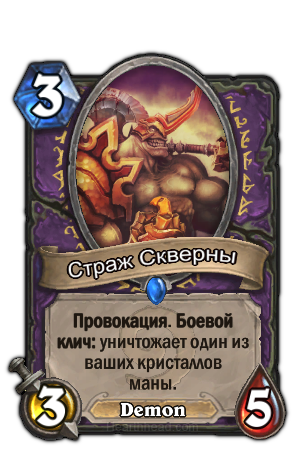 3
Страж Скверны
Провокация. Боевой
клич: уничтожает один из
ваших кристаллов
маны.
3
Demon
5